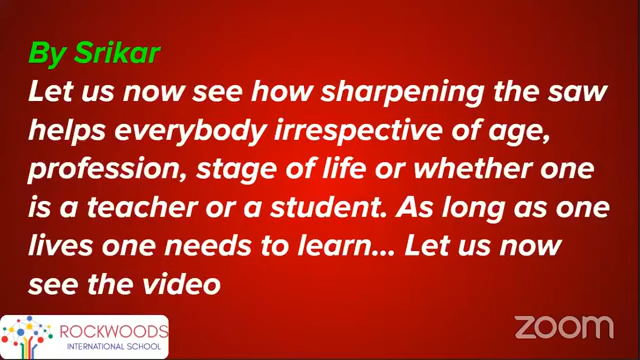 By Srikar
Let us now see how sharpening the saw
helps everybody irrespective of age,
profession, stage of life or whether one
is a teacher or a student. As long as one
lives one needs to learn... Let us now
see the video
ROCKWOODS
INTERNATIONAL SCHOOL
zoom